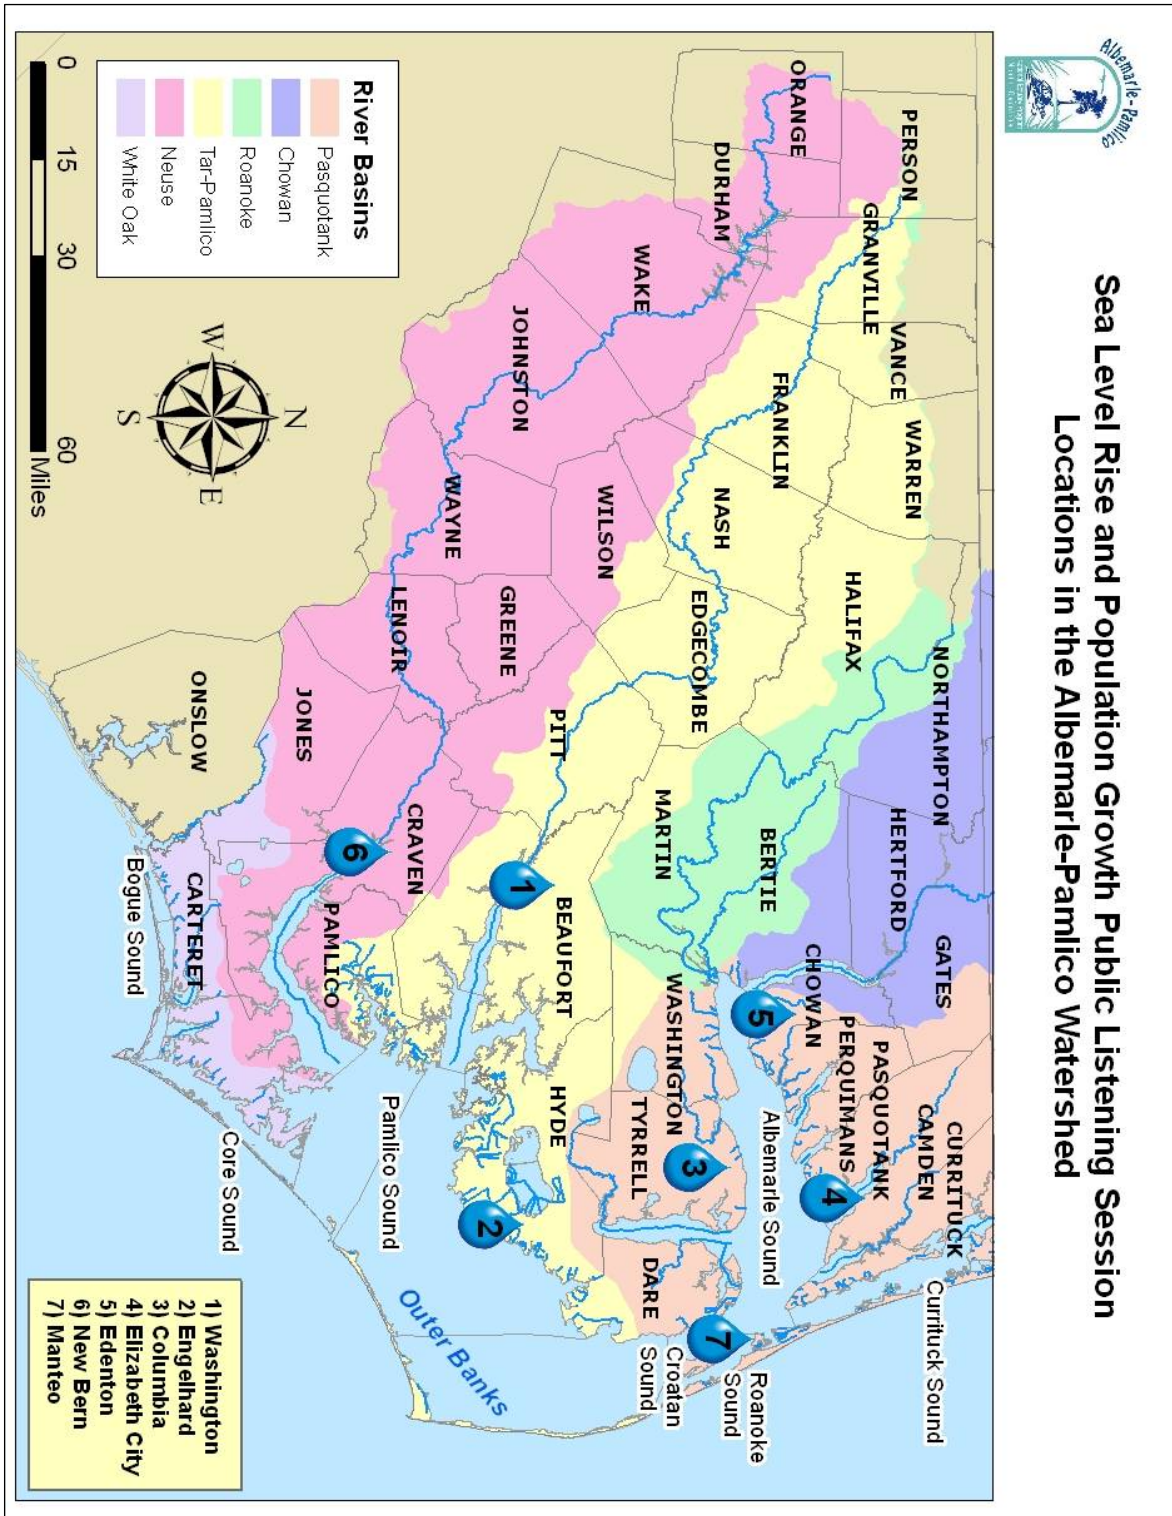 Albemarle-Pamlico
Sea Level Rise and Population Growth Public Listening Session
Locations in the Albemarle-Pamlico Watershed
PERSON
ORANGE
GRANVILLE
VANCE
WARREN
DURHAM
FRANKLIN
HALIFAX
NORTHAMPTON
HERTFORD
GATES
CURRITUCK
CAMDEN
PASQUOTANK
PERQUIMANS
CHOWAN
WAKE
NASH
EDGECOMBE
BERTIE
MARTIN
WASHINGTON
TYRRELL
DARE
JOHNSTON
WILSON
GREENE
PITT
BEAUFORT
HYDE
WAYNE
LENOIR
CRAVEN
PAMLICO
JONES
ONSLOW
CARTERET
Currituck Sound
Albemarle Sound
Roanoke
Sound
Croatan
Sound
Pamlico Sound
Outer Banks
Core Sound
Bogue Sound
1
2
3
4
5
6
7
River Basins
Pasquotank
Chowan
Roanoke
Tar-Pamlico
Neuse
White Oak
N
W
E
S
0 15 30 60
Miles
1) Washington
2) Engelhard
3) Columbia
4) Elizabeth City
5) Edenton
6) New Bern
7) Manteo